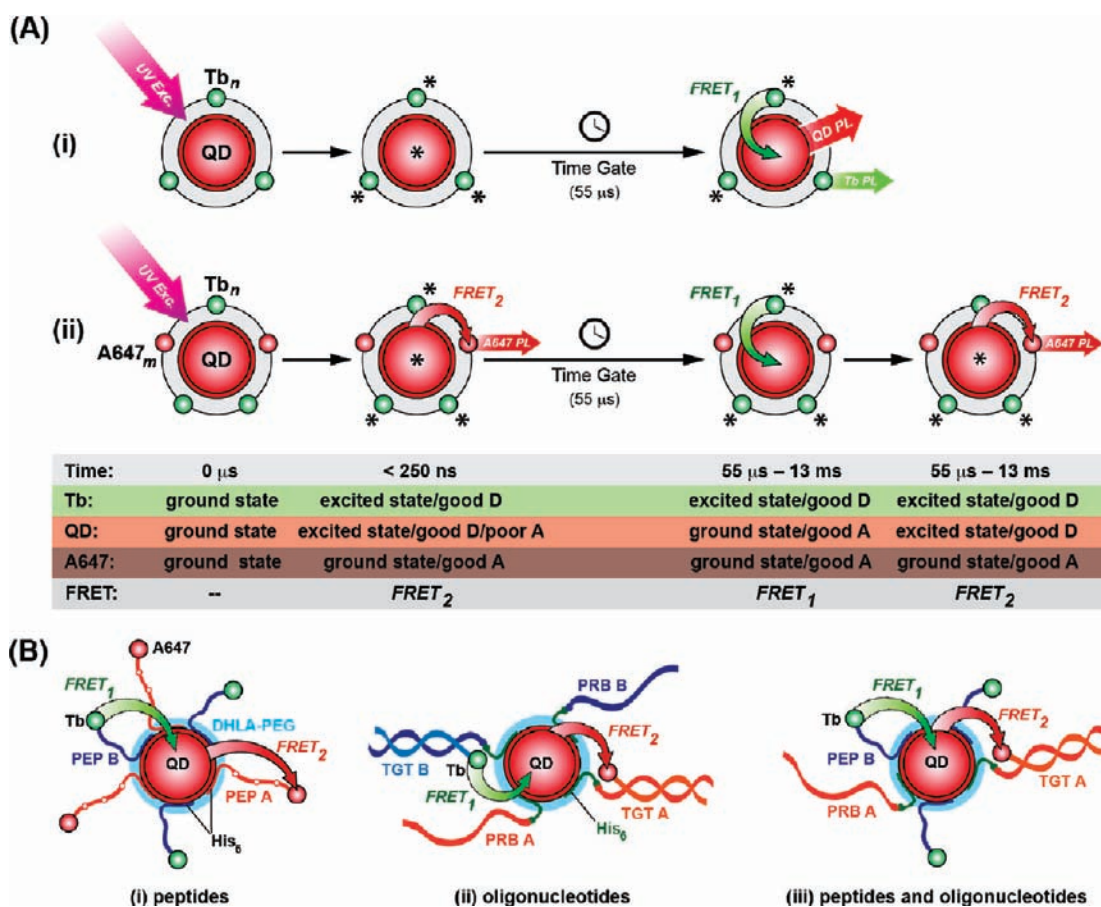 (A)
UV Exc.
Tb n
QD
(i)
*
*
*
*
Time Gate
(55 μs)
FRET1
*
QD PL
Tb PL
*
UV Exc.
Tb n
(ii)
A647 m
QD
*
FRET2
*
A647 PL
*
*
Time Gate
(55 μs)
FRET1
*
*
*
FRET2
*
A647 PL
*
*
Time: 0 μs < 250 ns 55 μs – 13 ms 55 μs – 13 ms
Tb: ground state excited state/good D excited state/good D excited state/good D
QD: ground state excited state/good D/poor A ground state/good A excited state/good D
A647: ground state ground state/good A ground state/good A ground state/good A
FRET: -- FRET2 FRET1 FRET2
(B)
A647
FRET1
Tb
DHLA-PEG
PEP B
QD
FRET2
PEP A
His6
(i) peptides
PRB B
FRET2
TGT B
Tb
QD
FRET1
TGT A
PRB A
His6
(ii) oligonucleotides
FRET1
Tb
FRET2
PEP B
QD
TGT A
PRB A
(iii) peptides and oligonucleotides